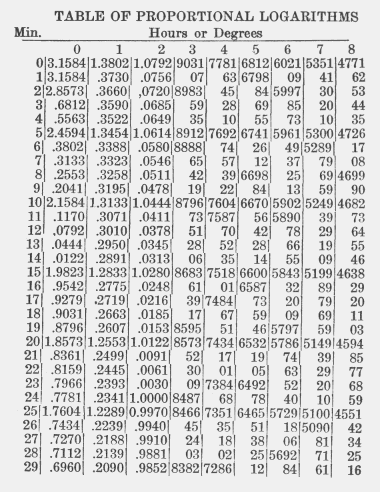 TABLE OF PROPORTIONAL LOGARITHMS
Min. Hours or Degrees
0 1 2 3 4 5 6 7 8
0 3.1584 1.3802 1.0792 9031 7781 6812 6021 5351 4771
1 3.1584 .3730 .0756 07 63 6798 09 41 62
2 2.8573 .3660 .0720 8983 45 84 5997 30 53
3 .6812 .3590 .0685 59 28 69 85 20 44
4 .5563 .3522 .0649 35 10 55 73 10 35
5 2.4594 1.3454 1.0614 8912 7692 6741 5961 5300 4726
6 .3802 .3388 .0580 8888 74 26 49 5289 17
7 .3133 .3323 .0546 65 57 12 37 79 08
8 .2553 .3258 .0511 42 39 6698 25 69 4699
9 .2041 .3195 .0478 19 22 84 13 59 90
10 2.1584 1.3133 1.0444 8796 7604 6670 5902 5249 4682
11 .1170 .3071 .0411 73 7587 56 5890 39 73
12 .0792 .3010 .0378 51 70 42 78 29 64
13 .0444 .2950 .0345 28 52 28 66 19 55
14 .0122 .2891 .0313 06 35 14 55 09 46
15 1.9823 1.2833 1.0280 8683 7518 6600 5843 5199 4638
16 .9542 .2775 .0248 61 01 6587 32 89 29
17 .9279 .2719 .0216 39 7484 73 20 79 20
18 .9031 .2663 .0185 17 67 59 09 69 11
19 .8796 .2607 .0153 8595 51 46 5797 59 03
20 1.8573 1.2553 1.0122 8573 7434 6532 5786 5149 4594
21 .8361 .2499 .0091 52 17 19 74 39 85
22 .8159 .2445 .0061 30 01 05 63 29 77
23 .7966 .2393 .0030 09 7384 6492 52 20 68
24 .7781 .2341 1.0000 8487 68 78 40 10 59
25 1.7604 1.2289 0.9970 8466 7351 6465 5729 5100 4551
26 .7434 .2239 .9940 45 35 51 18 5090 42
27 .7270 .2188 .9910 24 18 38 06 81 34
28 .7112 .2139 .9881 03 02 25 5692 71 25
29 .6960 .2090 .9852 8382 7286 12 84 61 16